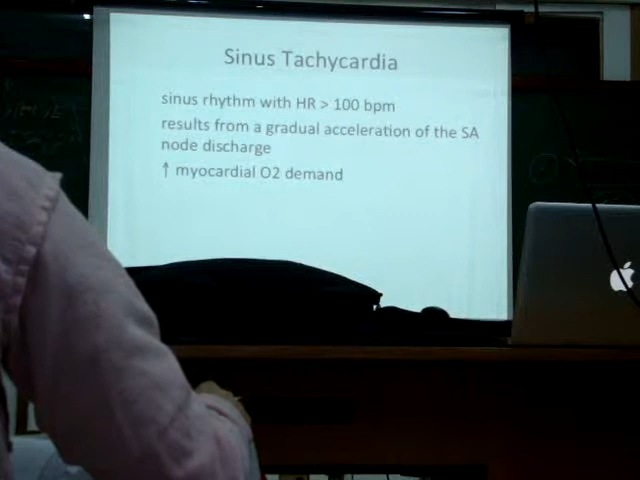 Sinus Tachycardia
sinus rhythm with HR > 100 bpm
results from a gradual acceleration of the SA
node discharge
↑ myocardial O2 demand